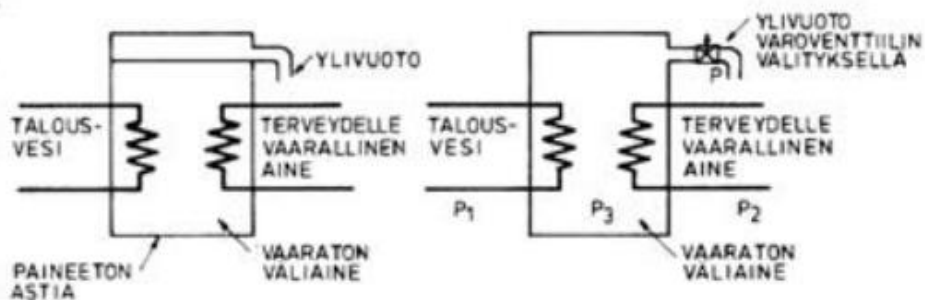 YLIVUOTO
TALOUS-
VESI
TERVEYDELLE
VAARALLINEN
AINE
VAARATON
VALIAINE
PAINEETON
ASTIA
YLIVUOTO
VAROVENTTIILIN
VALITYKSELLA
P
TALOUS-
VESI
TERVEYDELLE
VAARALLINEN
AINE
P1
P3
P2
VAARATON
VALIAINE